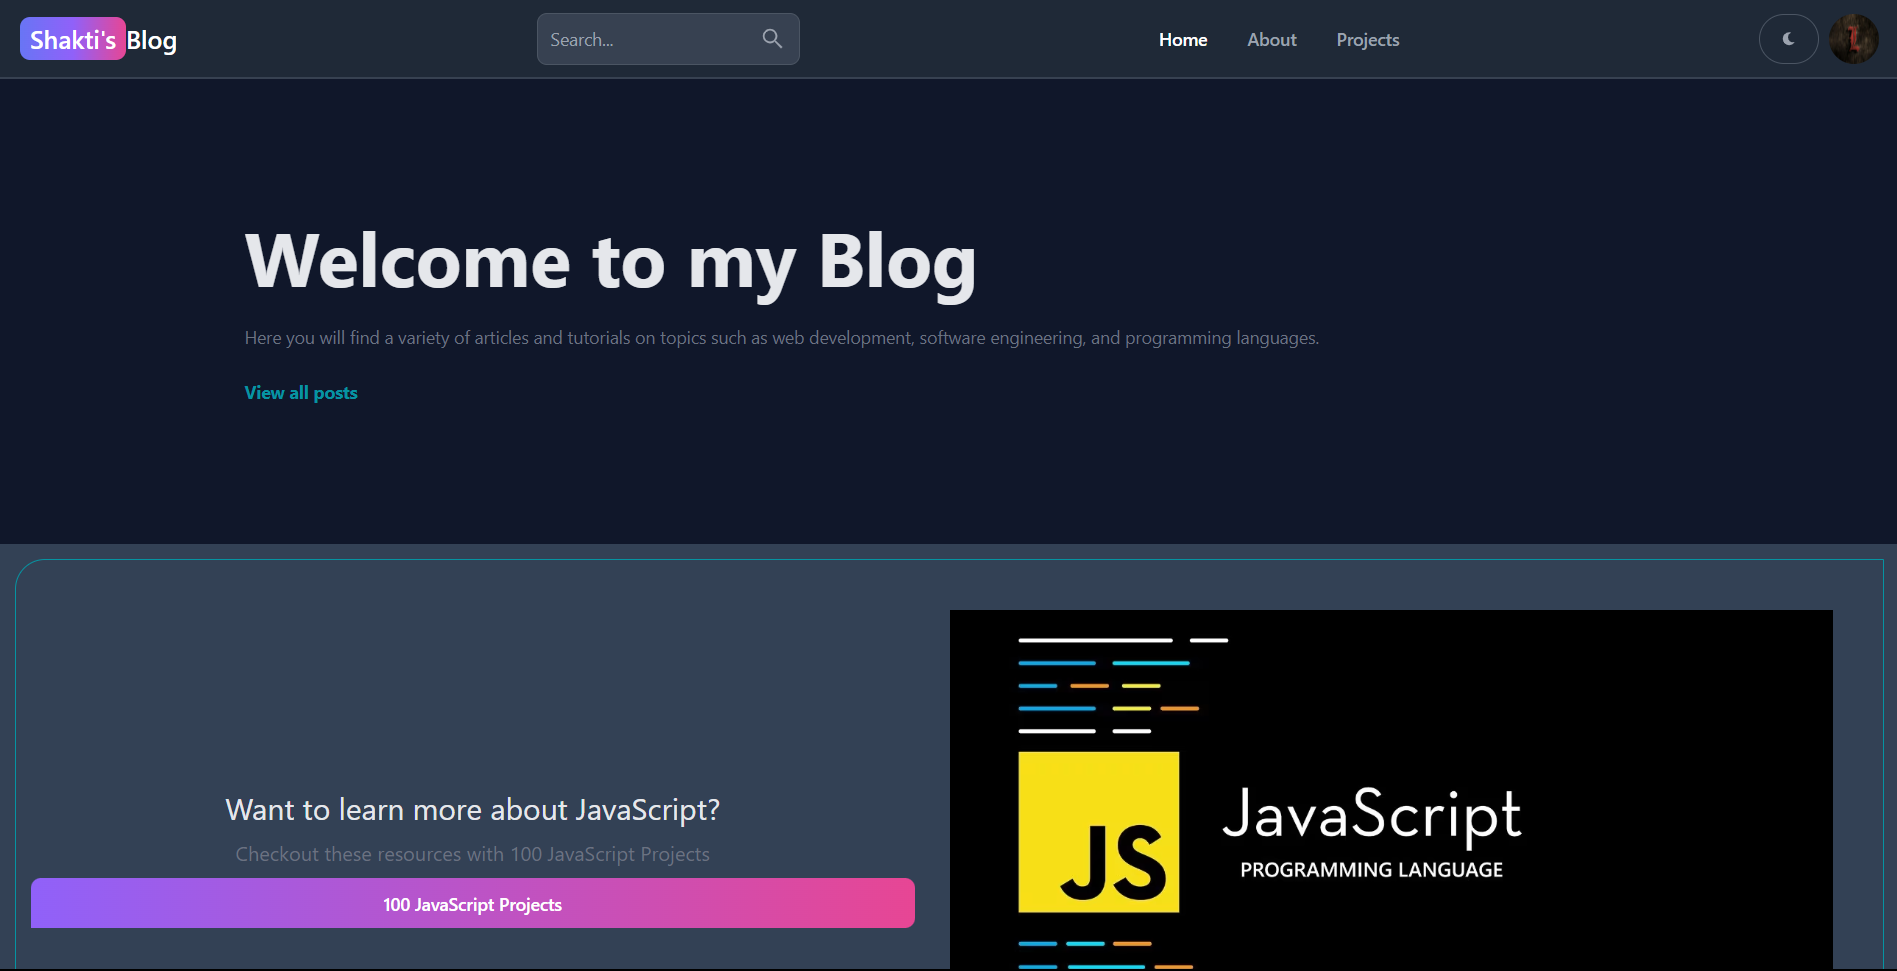 Shakti's Blog
Search...
Home
About
Projects
Welcome to my Blog
Here you will find a variety of articles and tutorials on topics such as web development, software engineering, and programming languages.
View all posts
Want to learn more about JavaScript?
Checkout these resources with 100 JavaScript Projects
100 JavaScript Projects
JS
JavaScript
PROGRAMMING LANGUAGE